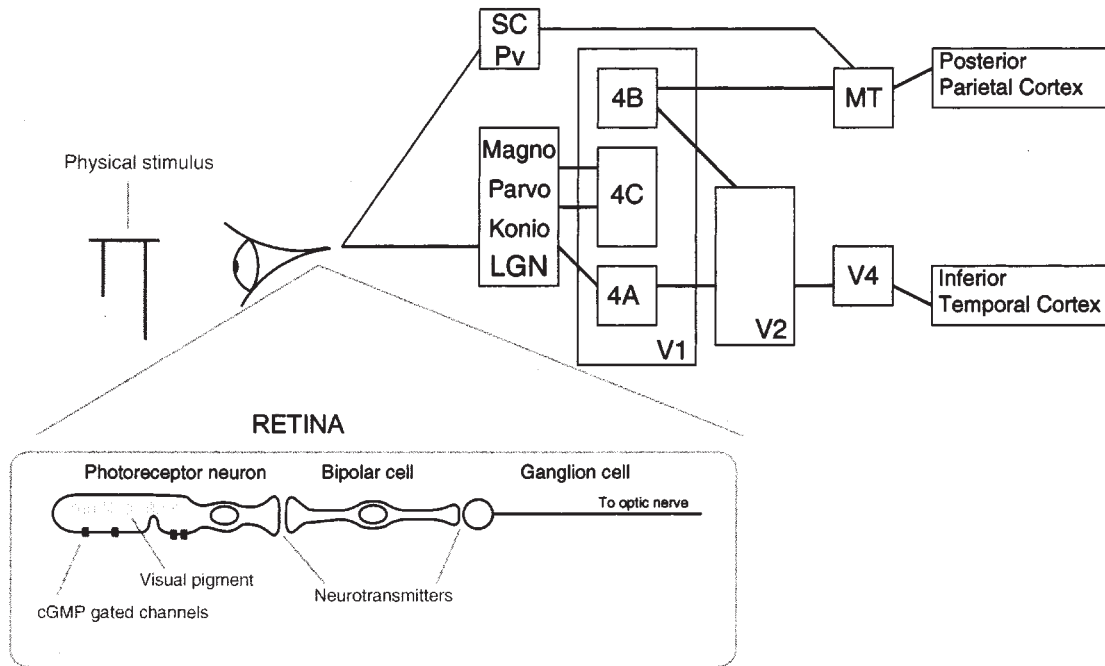 SC
Pv
4B
MT
Posterior
Parietal Cortex
Physical stimulus
Magno
Parvo
Konio
LGN
4C
4A
V1
V2
V4
Inferior
Temporal Cortex
RETINA
Photoreceptor neuron
Bipolar cell
Ganglion cell
To optic nerve
Visual pigment
Neurotransmitters
cGMP gated channels